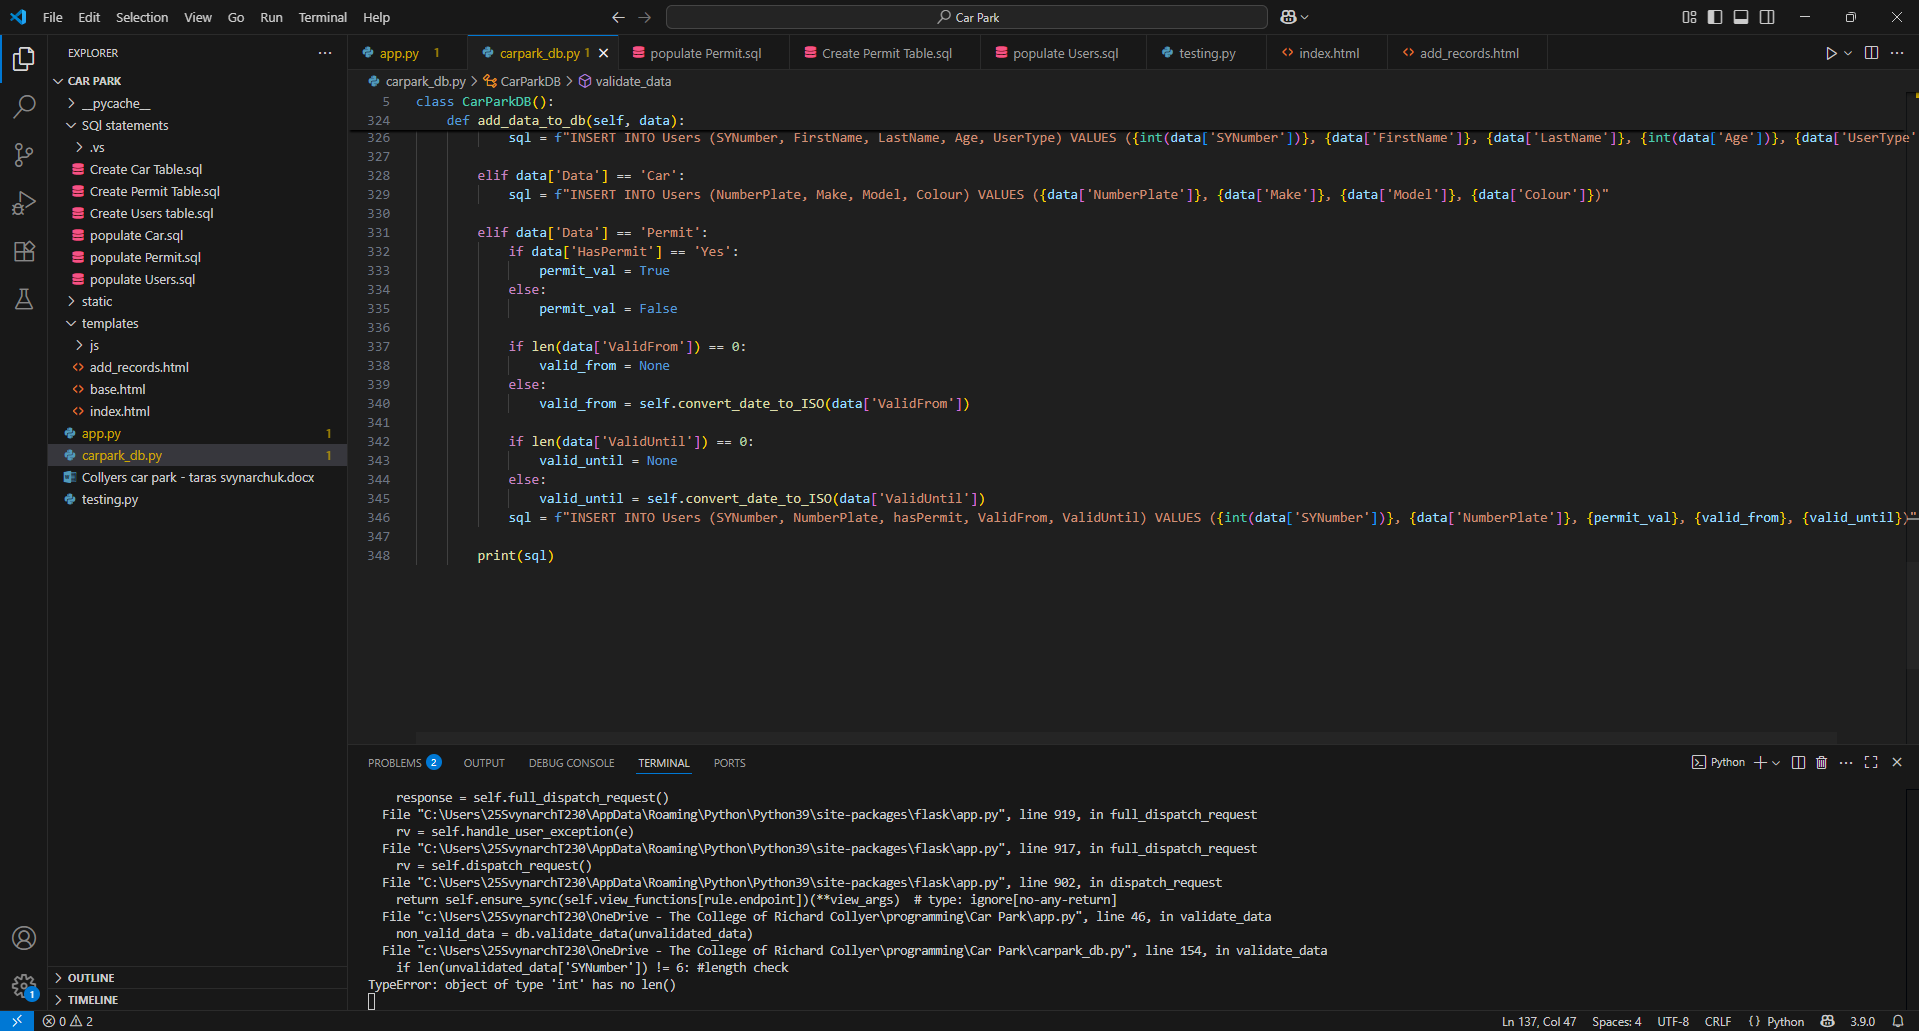 File Edit Selection View Go Run Terminal Help
Car Park
EXPLORER
CAR PARK
__pycache__
SQl statements
.vs
Create Car Table.sql
Create Permit Table.sql
Create Users table.sql
populate Car.sql
populate Permit.sql
populate Users.sql
static
templates
js
add_records.html
base.html
index.html
app.py 1
carpark_db.py 1
Collyers car park - taras svynarchuk.docx
testing.py
OUTLINE
TIMELINE
app.py 1 carpark_db.py 1 populate Permit.sql Create Permit Table.sql populate Users.sql testing.py index.html add_records.html
carpark_db.py > CarParkDB > validate_data
5 class CarParkDB():
324 def add_data_to_db(self, data):
326 sql = f"INSERT INTO Users (SYNumber, FirstName, LastName, Age, UserType) VALUES ({int(data['SYNumber'])}, {data['FirstName']}, {data['LastName']}, {int(data['Age'])}, {data['UserType'
327
328 elif data['Data'] == 'Car':
329 sql = f"INSERT INTO Users (NumberPlate, Make, Model, Colour) VALUES ({data['NumberPlate']}, {data['Make']}, {data['Model']}, {data['Colour']})"
330
331 elif data['Data'] == 'Permit':
332 if data['HasPermit'] == 'Yes':
333 permit_val = True
334 else:
335 permit_val = False
336
337 if len(data['ValidFrom']) == 0:
338 valid_from = None
339 else:
340 valid_from = self.convert_date_to_ISO(data['ValidFrom'])
341
342 if len(data['ValidUntil']) == 0:
343 valid_until = None
344 else:
345 valid_until = self.convert_date_to_ISO(data['ValidUntil'])
346 sql = f"INSERT INTO Users (SYNumber, NumberPlate, hasPermit, ValidFrom, ValidUntil) VALUES ({int(data['SYNumber'])}, {data['NumberPlate']}, {permit_val}, {valid_from}, {valid_until})"
347
348 print(sql)
PROBLEMS 2 OUTPUT DEBUG CONSOLE TERMINAL PORTS
Python
response = self.full_dispatch_request()
File "C:\Users\25SvynarchT230\AppData\Roaming\Python\Python39\site-packages\flask\app.py", line 919, in full_dispatch_request
rv = self.handle_user_exception(e)
File "C:\Users\25SvynarchT230\AppData\Roaming\Python\Python39\site-packages\flask\app.py", line 917, in full_dispatch_request
rv = self.dispatch_request()
File "C:\Users\25SvynarchT230\AppData\Roaming\Python\Python39\site-packages\flask\app.py", line 902, in dispatch_request
return self.ensure_sync(self.view_functions[rule.endpoint])(**view_args) # type: ignore[no-any-return]
File "c:\Users\25SvynarchT230\OneDrive - The College of Richard Collyer\programming\Car Park\app.py", line 46, in validate_data
non_valid_data = db.validate_data(unvalidated_data)
File "c:\Users\25SvynarchT230\OneDrive - The College of Richard Collyer\programming\Car Park\carpark_db.py", line 154, in validate_data
if len(unvalidated_data['SYNumber']) != 6: #length check
TypeError: object of type 'int' has no len()
1
0 2
Ln 137, Col 47 Spaces: 4 UTF-8 CRLF {} Python 3.9.0